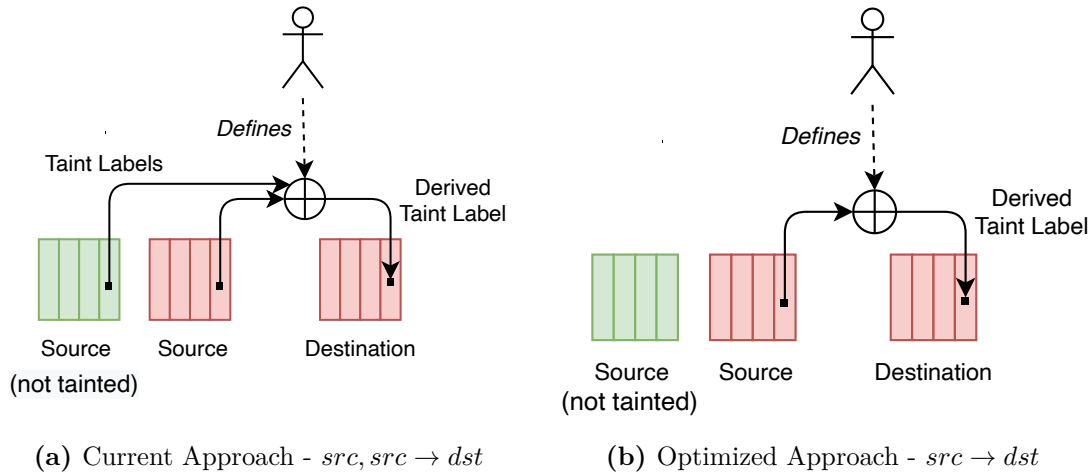 Defines
Taint Labels
Derived
Taint Label
Source
(not tainted)
Source
Destination
(a) Current Approach - src, src → dst
Defines
Derived
Taint Label
Source
(not tainted)
Source
Destination
(b) Optimized Approach - src → dst